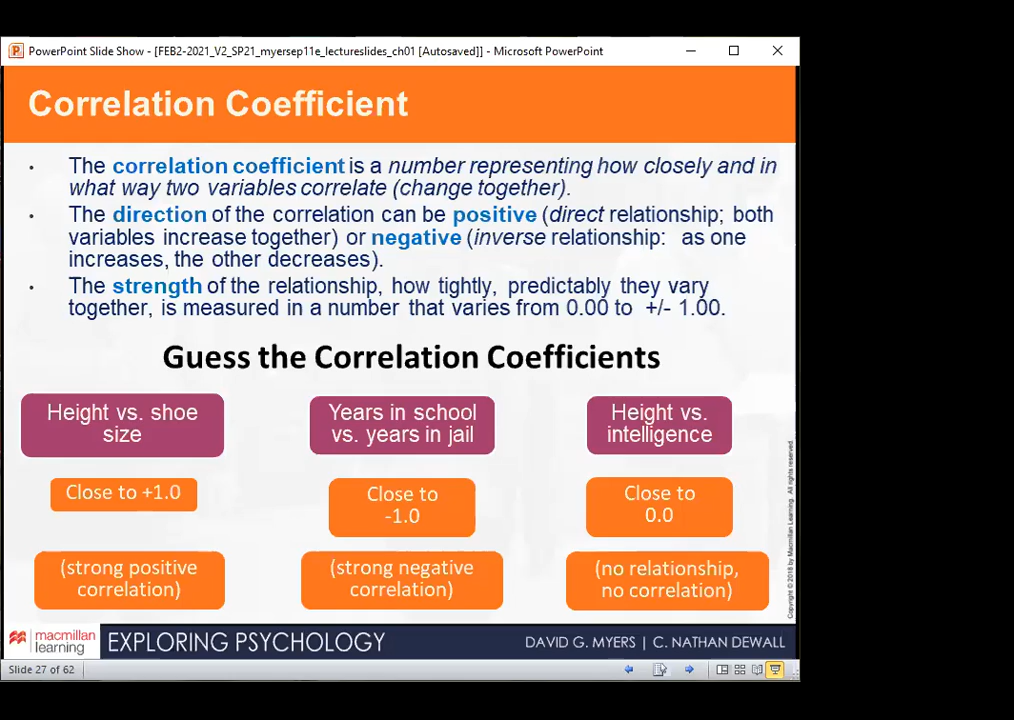 PowerPoint Slide Show - [FEB2-2021_V2_SP21_myersep11e_lectureslides_ch01 [Autosaved]] - Microsoft PowerPoint
Correlation Coefficient
• The correlation coefficient is a number representing how closely and in
what way two variables correlate (change together).
• The direction of the correlation can be positive (direct relationship; both
variables increase together) or negative (inverse relationship: as one
increases, the other decreases).
• The strength of the relationship, how tightly, predictably they vary
together, is measured in a number that varies from 0.00 to +/- 1.00.
Guess the Correlation Coefficients
Height vs. shoe
size
Close to +1.0
(strong positive
correlation)
Years in school
vs. years in jail
Close to
-1.0
(strong negative
correlation)
Height vs.
intelligence
Close to
0.0
(no relationship,
no correlation)
Copyright © 2018 by Macmillan Learning. All rights reserved.
macmillan
learning
EXPLORING PSYCHOLOGY
DAVID G. MYERS | C. NATHAN DEWALL
Slide 27 of 62